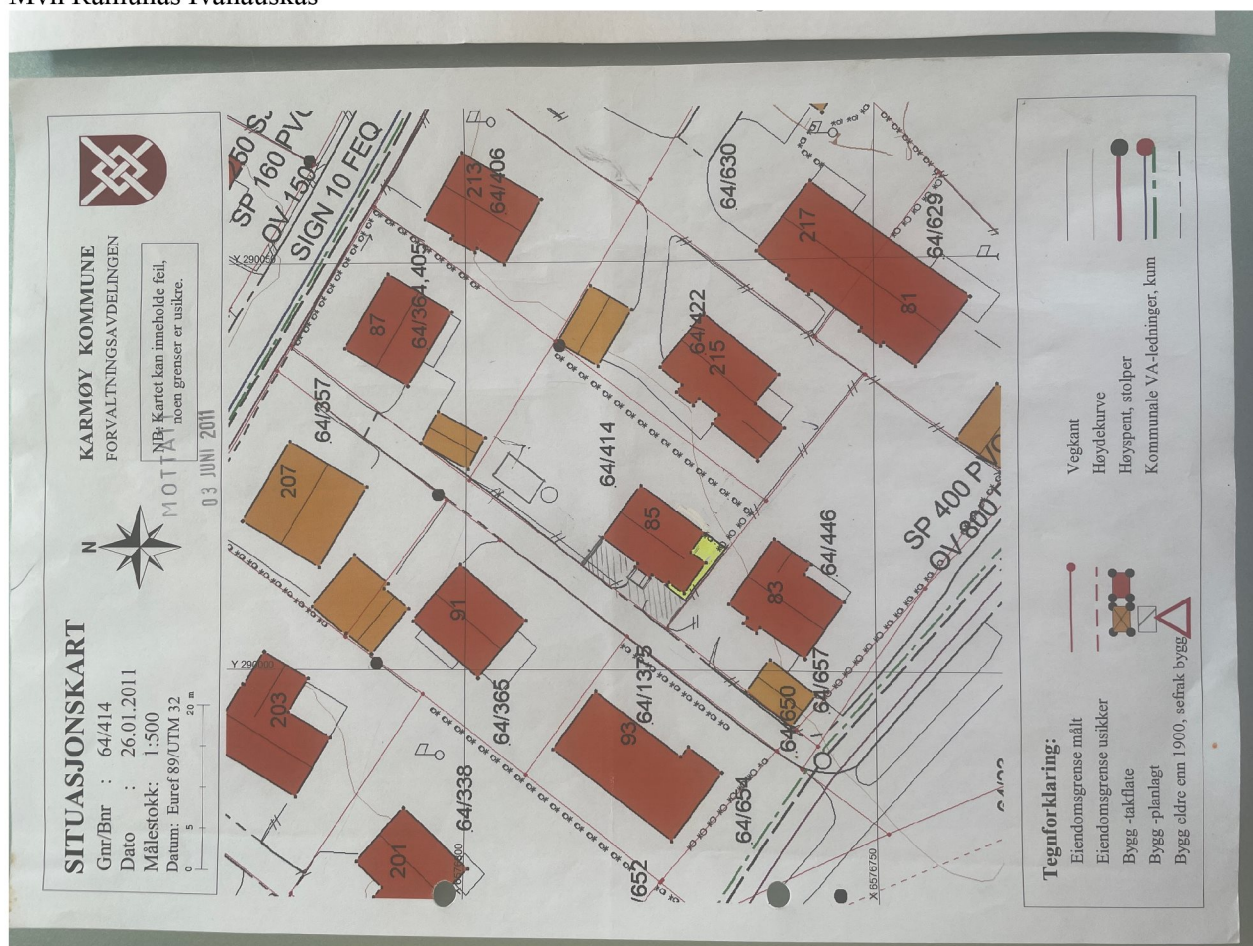 Mvh Ramunas Ivanauskas
SITUASJONSKART
Gnr/Bnr : 64/414
Dato : 26.01.2011
Målestokk: 1:500
Datum: Euref 89/UTM 32
0 5 20 m
N
KARMØY KOMMUNE
FORVALTNINGSAVDELINGEN
NB: Kartet kan inneholde feil,
noen grenser er usikre.
MOTTATT
03 JUNI 2011
SP 160 PVC
OV 150
SIGN 10 FEQ
213
64/406
Y 290050
87
64/364,405
64/357
207
217
64/630
64/629
81
64/422
215
64/414
85
83
64/446
SP 400 PVC
OV 800
91
64/365
Y 290000
203
93
64/1375
64/650
64/657
64/654
64/338
201
X 6576750
Tegnforklaring:
Eiendomsgrense målt
Eiendomsgrense usikker
Bygg -takflate
Bygg -planlagt
Bygg eldre enn 1900, sefrak bygg
Vegkant
Høydekurve
Høyspent, stolper
Kommunale VA-ledninger, kum